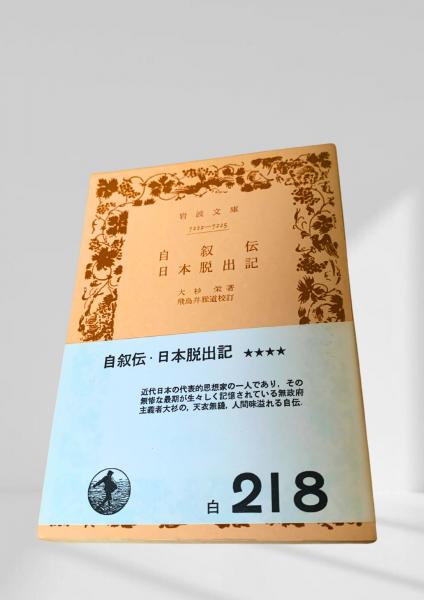 岩波文庫
7222—7225
自叙伝
日本脱出記
大杉栄著
飛鳥井雅道校訂
自叙伝・日本脱出記 ★★★★
近代日本の代表的思想家の一人であり，その
無惨な最期が生々しく記憶されている無政府
主義者大杉の，天衣無縫，人間味溢れる自伝．
白 218